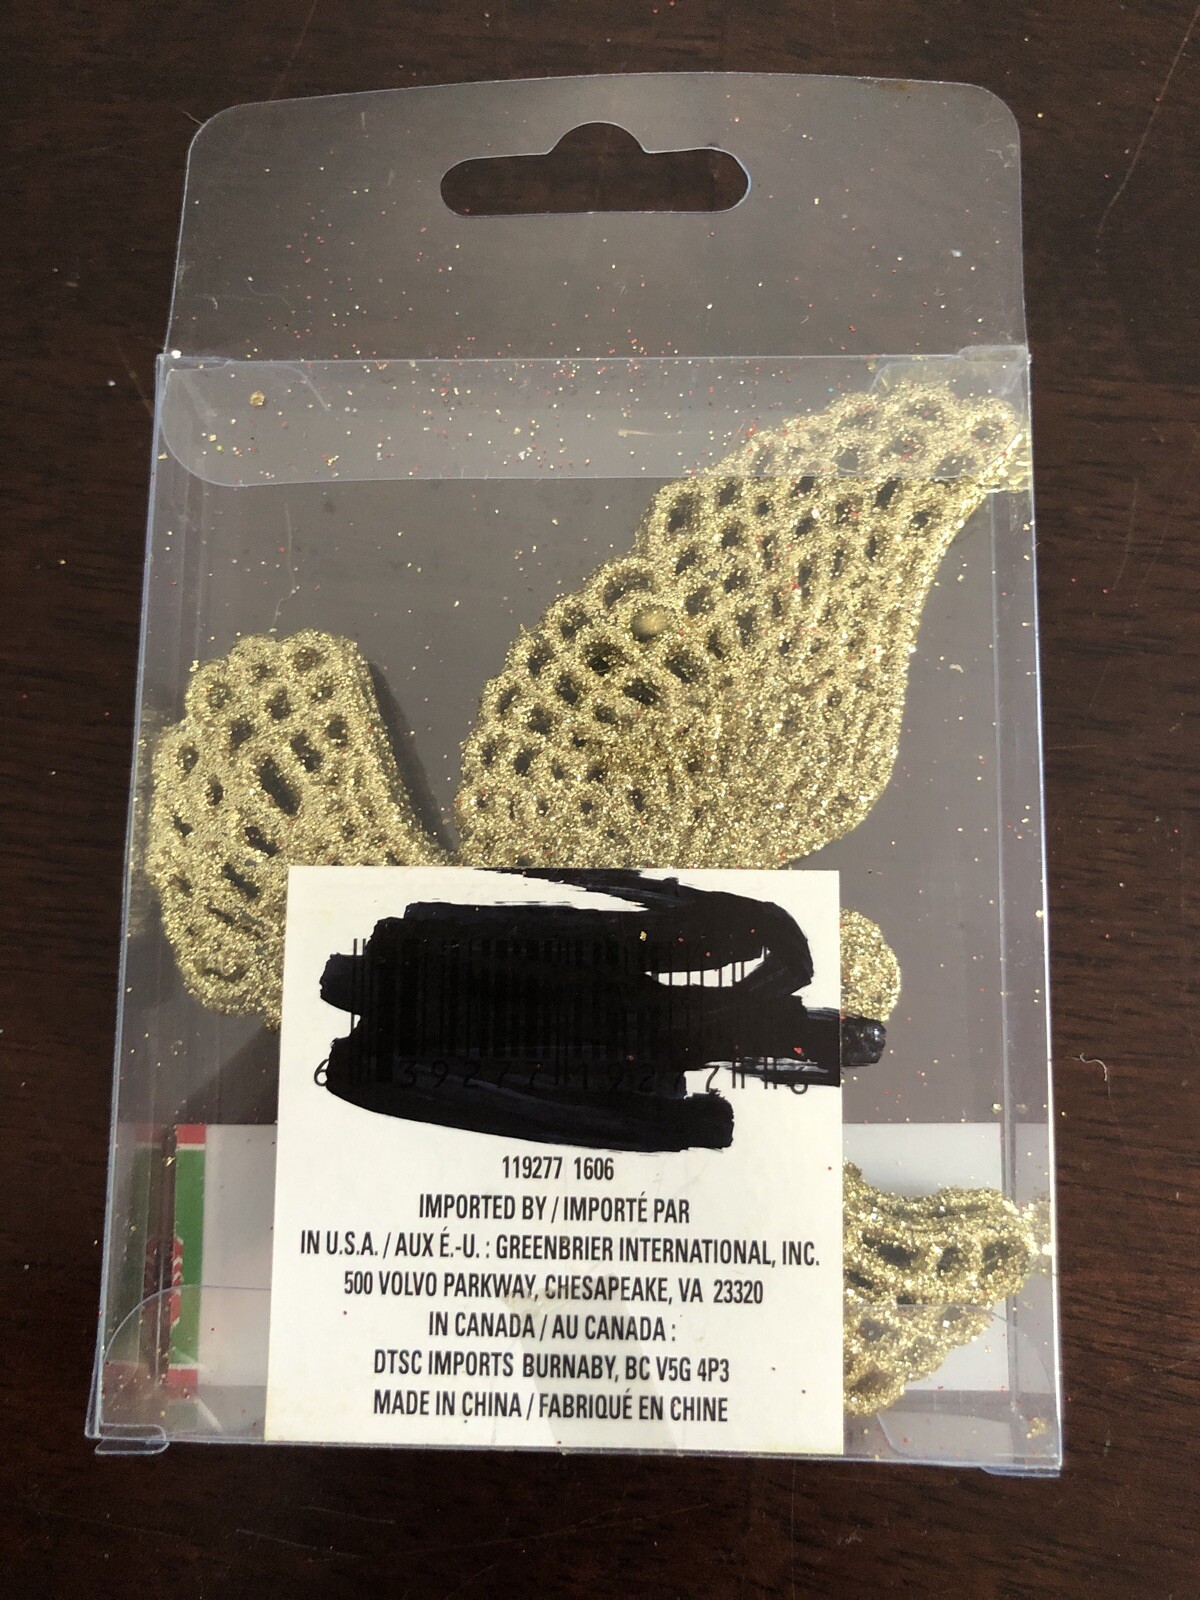 119277 1606
IMPORTED BY / IMPORTÉ PAR
IN U.S.A. / AUX É.-U. : GREENBRIER INTERNATIONAL, INC.
500 VOLVO PARKWAY, CHESAPEAKE, VA 23320
IN CANADA / AU CANADA :
DTSC IMPORTS BURNABY, BC V5G 4P3
MADE IN CHINA / FABRIQUÉ EN CHINE